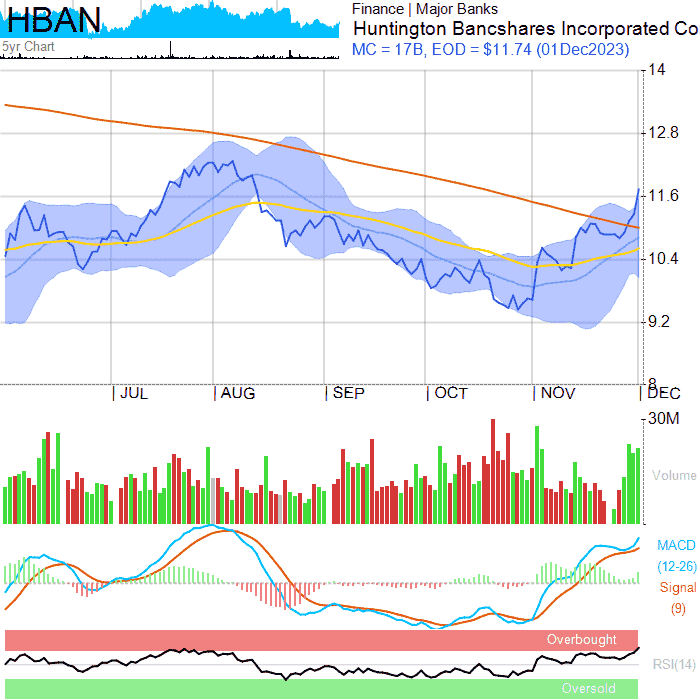 HBAN
5yr Chart
Finance | Major Banks
Huntington Bancshares Incorporated Co
MC = 17B, EOD = $11.74 (01Dec2023)
14
12.8
11.6
10.4
9.2
8
JUL
AUG
SEP
OCT
NOV
DEC
30M
Volume
MACD
(12-26)
Signal
(9)
Overbought
RSI(14)
Oversold